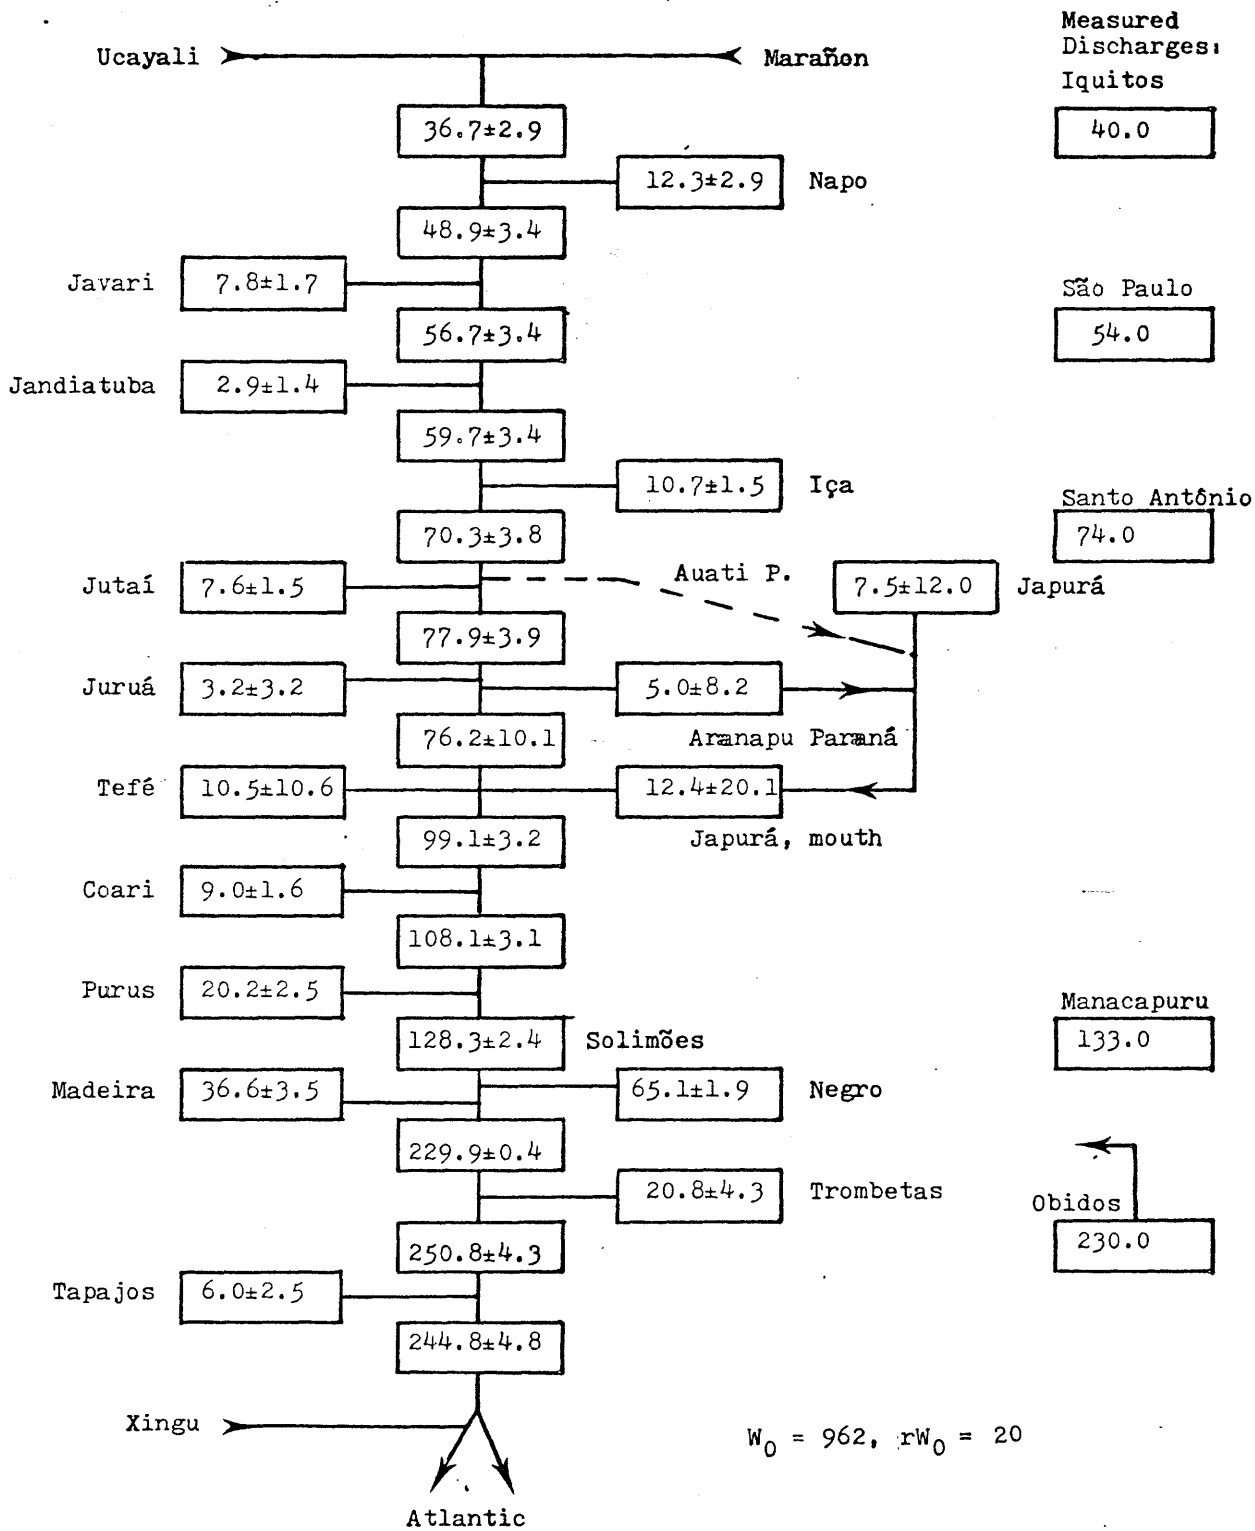 Measured
Discharges:
Ucayali
Marañon
Iquitos
36.7±2.9
40.0
12.3±2.9
Napo
48.9±3.4
Javari
7.8±1.7
São Paulo
56.7±3.4
54.0
Jandiatuba
2.9±1.4
59.7±3.4
10.7±1.5
Iça
Santo Antônio
70.3±3.8
74.0
Jutaí
7.6±1.5
Auati P.
7.5±12.0
Japurá
77.9±3.9
Juruá
3.2±3.2
5.0±8.2
76.2±10.1
Aranapu Paraná
Tefé
10.5±10.6
12.4±20.1
99.1±3.2
Japurá, mouth
Coari
9.0±1.6
108.1±3.1
Purus
20.2±2.5
Manacapuru
128.3±2.4
Solimões
133.0
Madeira
36.6±3.5
65.1±1.9
Negro
229.9±0.4
20.8±4.3
Trombetas
Obidos
250.8±4.3
230.0
Tapajos
6.0±2.5
244.8±4.8
Xingu
W₀ = 962, rW₀ = 20
Atlantic